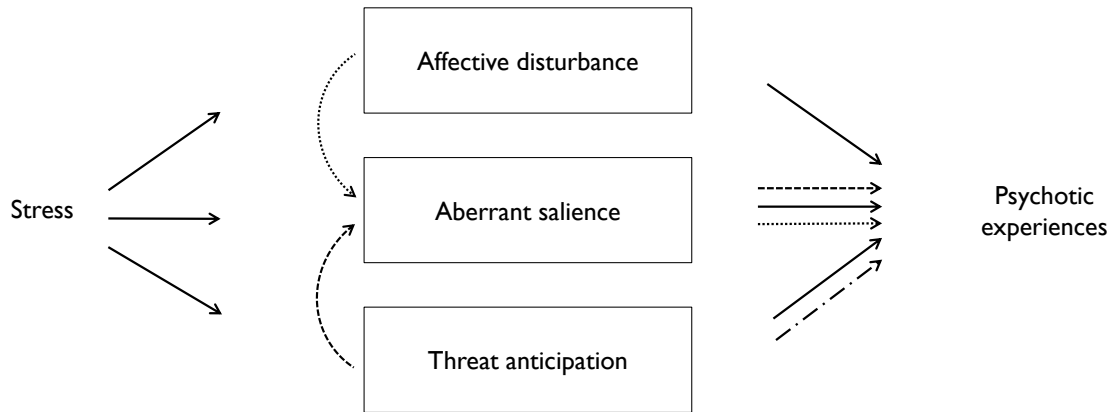 Affective disturbance
Stress
Aberrant salience
Psychotic
experiences
Threat anticipation